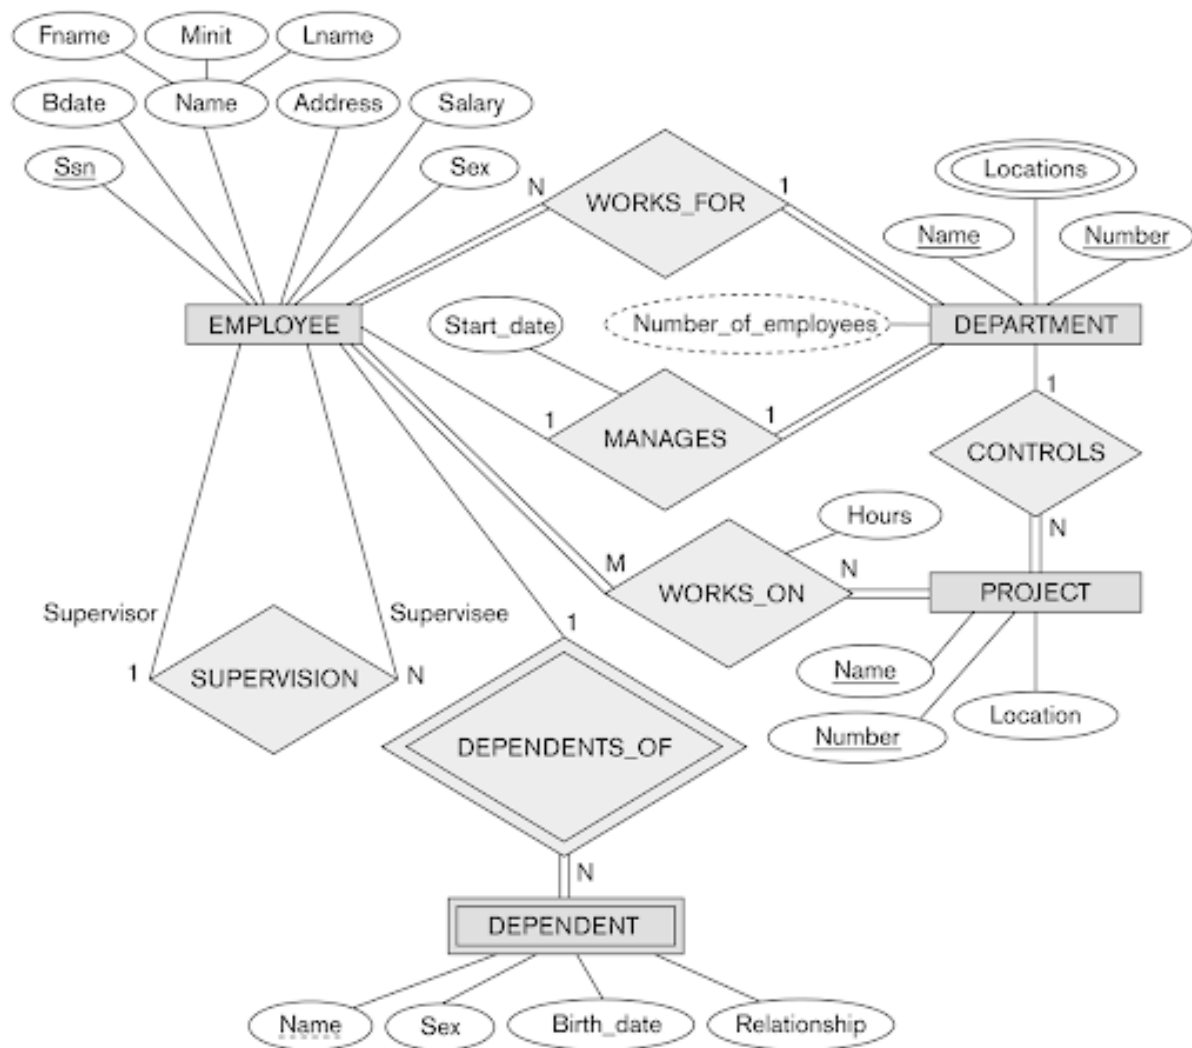 Fname
Minit
Lname
Bdate
Name
Address
Salary
Ssn
Sex
N
WORKS_FOR
1
Locations
Name
Number
EMPLOYEE
Start_date
Number_of_employees
DEPARTMENT
1
MANAGES
1
1
CONTROLS
Hours
N
M
WORKS_ON
N
PROJECT
Supervisor
Supervisee
1
1
SUPERVISION
N
Name
Number
Location
DEPENDENTS_OF
N
DEPENDENT
Name
Sex
Birth_date
Relationship